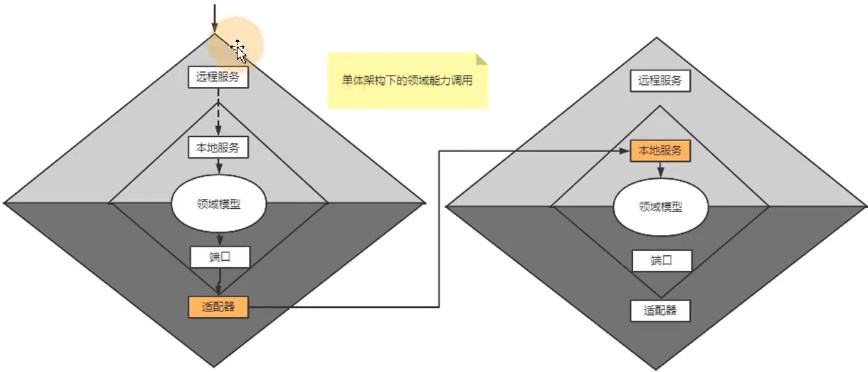 远程服务
本地服务
领域模型
端口
适配器
单体架构下的领域能力调用
远程服务
本地服务
领域模型
端口
适配器